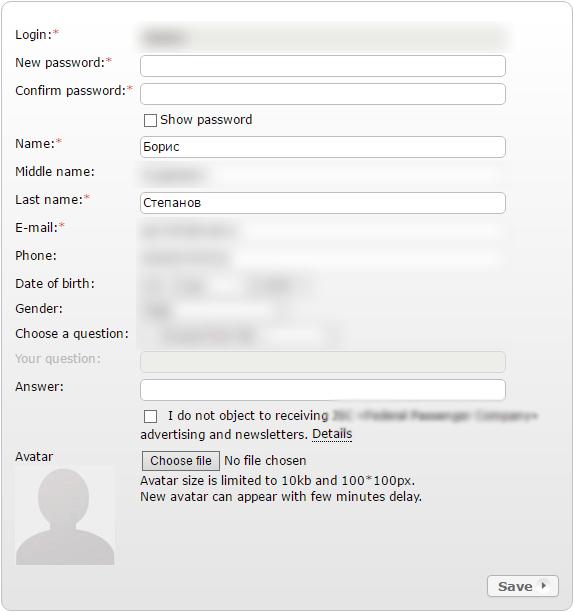 Login:*
New password:*
Confirm password:*
Show password
Name:* Борис
Middle name:
Last name:* Степанов
E-mail:*
Phone:
Date of birth:
Gender:
Choose a question:
Your question:
Answer:
I do not object to receiving
advertising and newsletters. Details
Avatar
Choose file No file chosen
Avatar size is limited to 10kb and 100*100px.
New avatar can appear with few minutes delay.
Save